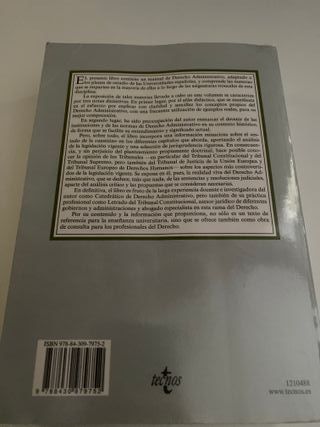 EL presente libro contiene un manual de Derecho Administrativo, adaptado a
los planes de estudio de las Universidades españolas, y comprende las materias
que se imparten en la mayoría de ellas a lo largo de las asignaturas troncales de esta
disciplina.
La exposición de tales materias llevada a cabo en este volumen se caracteriza
por tres notas distintivas. En primer lugar, por el estilo didáctico, que se manifiesta
en el esfuerzo por explicar con claridad y sencillez los conceptos propios del
Derecho Administrativo, con una frecuente utilización de ejemplos reales, para su
mejor comprensión.
En segundo lugar, ha sido preocupación del autor enmarcar el devenir de las
instituciones y de las normas de Derecho Administrativo en su contexto histórico,
de forma que se facilite su entendimiento y significado actual.
Pero, sobre todo, el libro incorpora una información minuciosa sobre el
de la cuestión en los diferentes capítulos que aborda, aportando el análisis
de la legislación vigente y una selección de jurisprudencia rigurosa. En consecuen-
cia, y sin perjuicio del planteamiento propiamente doctrinal, hace posible cono-
cer la opinión de los Tribunales —en particular del Tribunal Constitucional y del
Tribunal Supremo, pero también del Tribunal de Justicia de la Unión Europea, y
del Tribunal Europeo de Derechos Humanos— sobre los aspectos más
dos de la legislación vigente. Se expone en él, pues, la realidad viva del Derecho Ad-
ministrativo, que se deduce, más que nada, de las sentencias y resoluciones judiciales,
aparte del análisis crítico y las propuestas que se consideran necesarias.
En definitiva, el libro es fruto de la larga experiencia docente e investigadora del
autor como Catedrático de Derecho Administrativo, pero también de su práctica
profesional como Letrado del Tribunal Constitucional, asesor jurídico de diferentes
gobiernos y administraciones y abogado especialista en esta rama del Derecho.
Por su contenido y la información que proporciona, no sólo es un texto de
referencia para la enseñanza universitaria, sino que se ofrece también como obra
de consulta para los profesionales del Derecho.
ISBN 978-84-309-7975-2
9 788430 979752
tecnos
1210488
www.tecnos.es